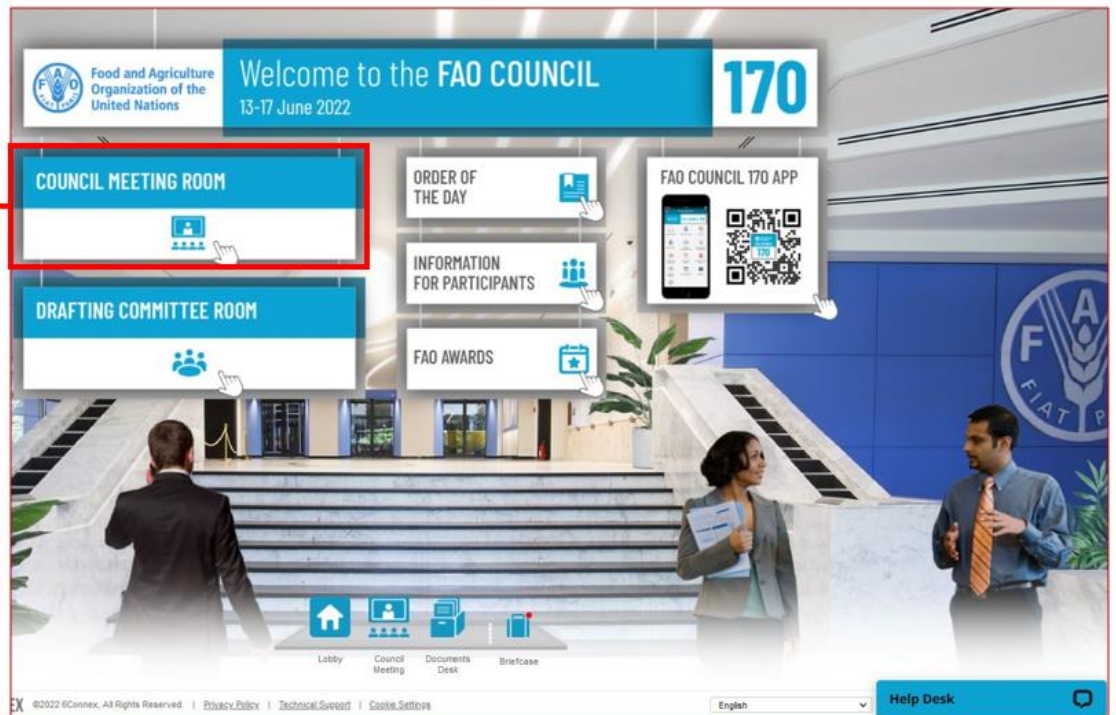 Food and Agriculture
Organization of the
United Nations
Welcome to the FAO COUNCIL
13-17 June 2022
170
COUNCIL MEETING ROOM
DRAFTING COMMITTEE ROOM
ORDER OF
THE DAY
INFORMATION
FOR PARTICIPANTS
FAO AWARDS
FAO COUNCIL 170 APP
170
Lobby
Council
Meeting
Documents
Desk
Briefcase
EX ©2022 6Connex, All Rights Reserved. | Privacy Policy | Technical Support | Cookie Settings
English
Help Desk